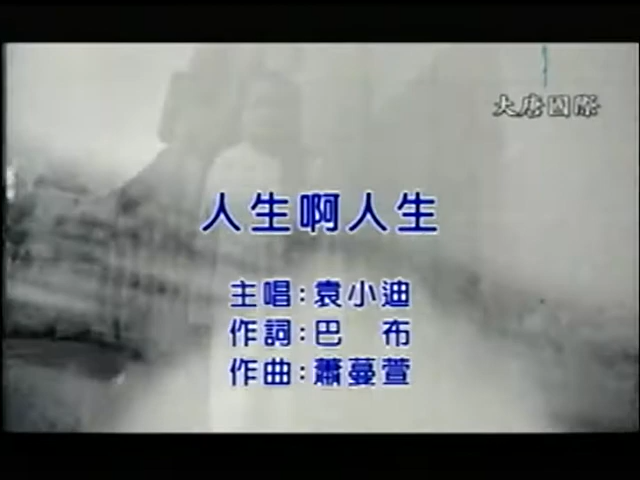 大唐國際
人生啊人生
主唱:袁小迪
作詞:巴 布
作曲:蕭蔓萱